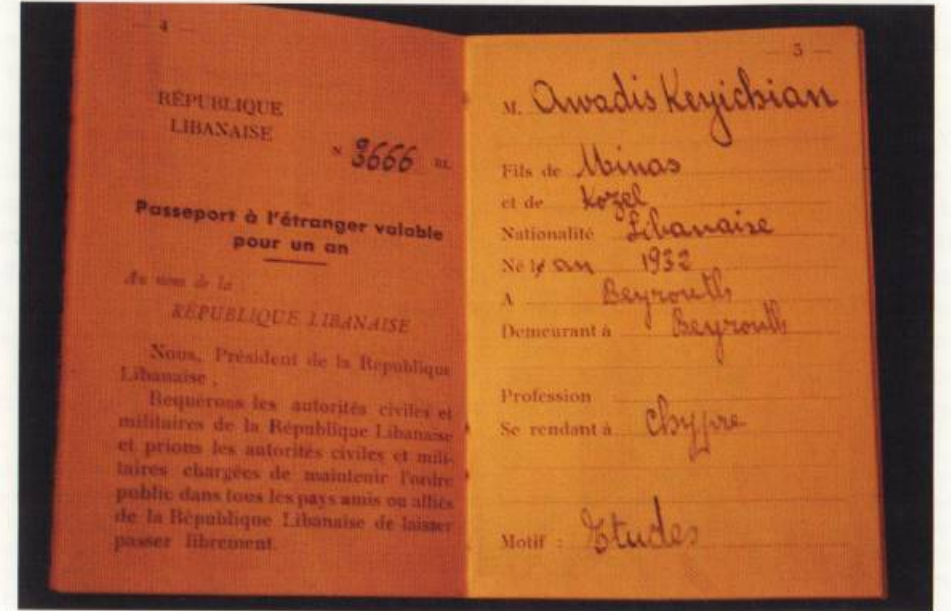 — 4 —
RÉPUBLIQUE
LIBANAISE
N 3666 RL
Passeport à l'étranger valable
pour un an
Au nom de la
RÉPUBLIQUE LIBANAISE
Nous, Président de la République
Libanaise,
Requerons les autorités civiles et
militaires de la République Libanaise
et prions les autorités civiles et mili-
taires chargées de maintenir l'ordre
public dans tous les pays amis ou alliés
de la République Libanaise de laisser
passer librement.
— 5 —
M. Awadis Keyichian
Fils de Minas
et de Kozel
Nationalité Libanaise
Né le an 1932
A Beyrouth
Demeurant à Beyrouth
Profession
Se rendant à Chypre
Motif : Etudes